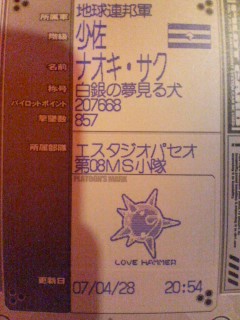 所属軍 地球連邦軍
階級 少佐
名前 ナオキ・サク
称号 白銀の夢見る犬
パイロットポイント 207668
撃墜数 857
所属部隊 エスタジオパセオ
第08MS小隊
PLATOON'S MARK
LOVE HAMMER
更新日 07/04/28 20:54